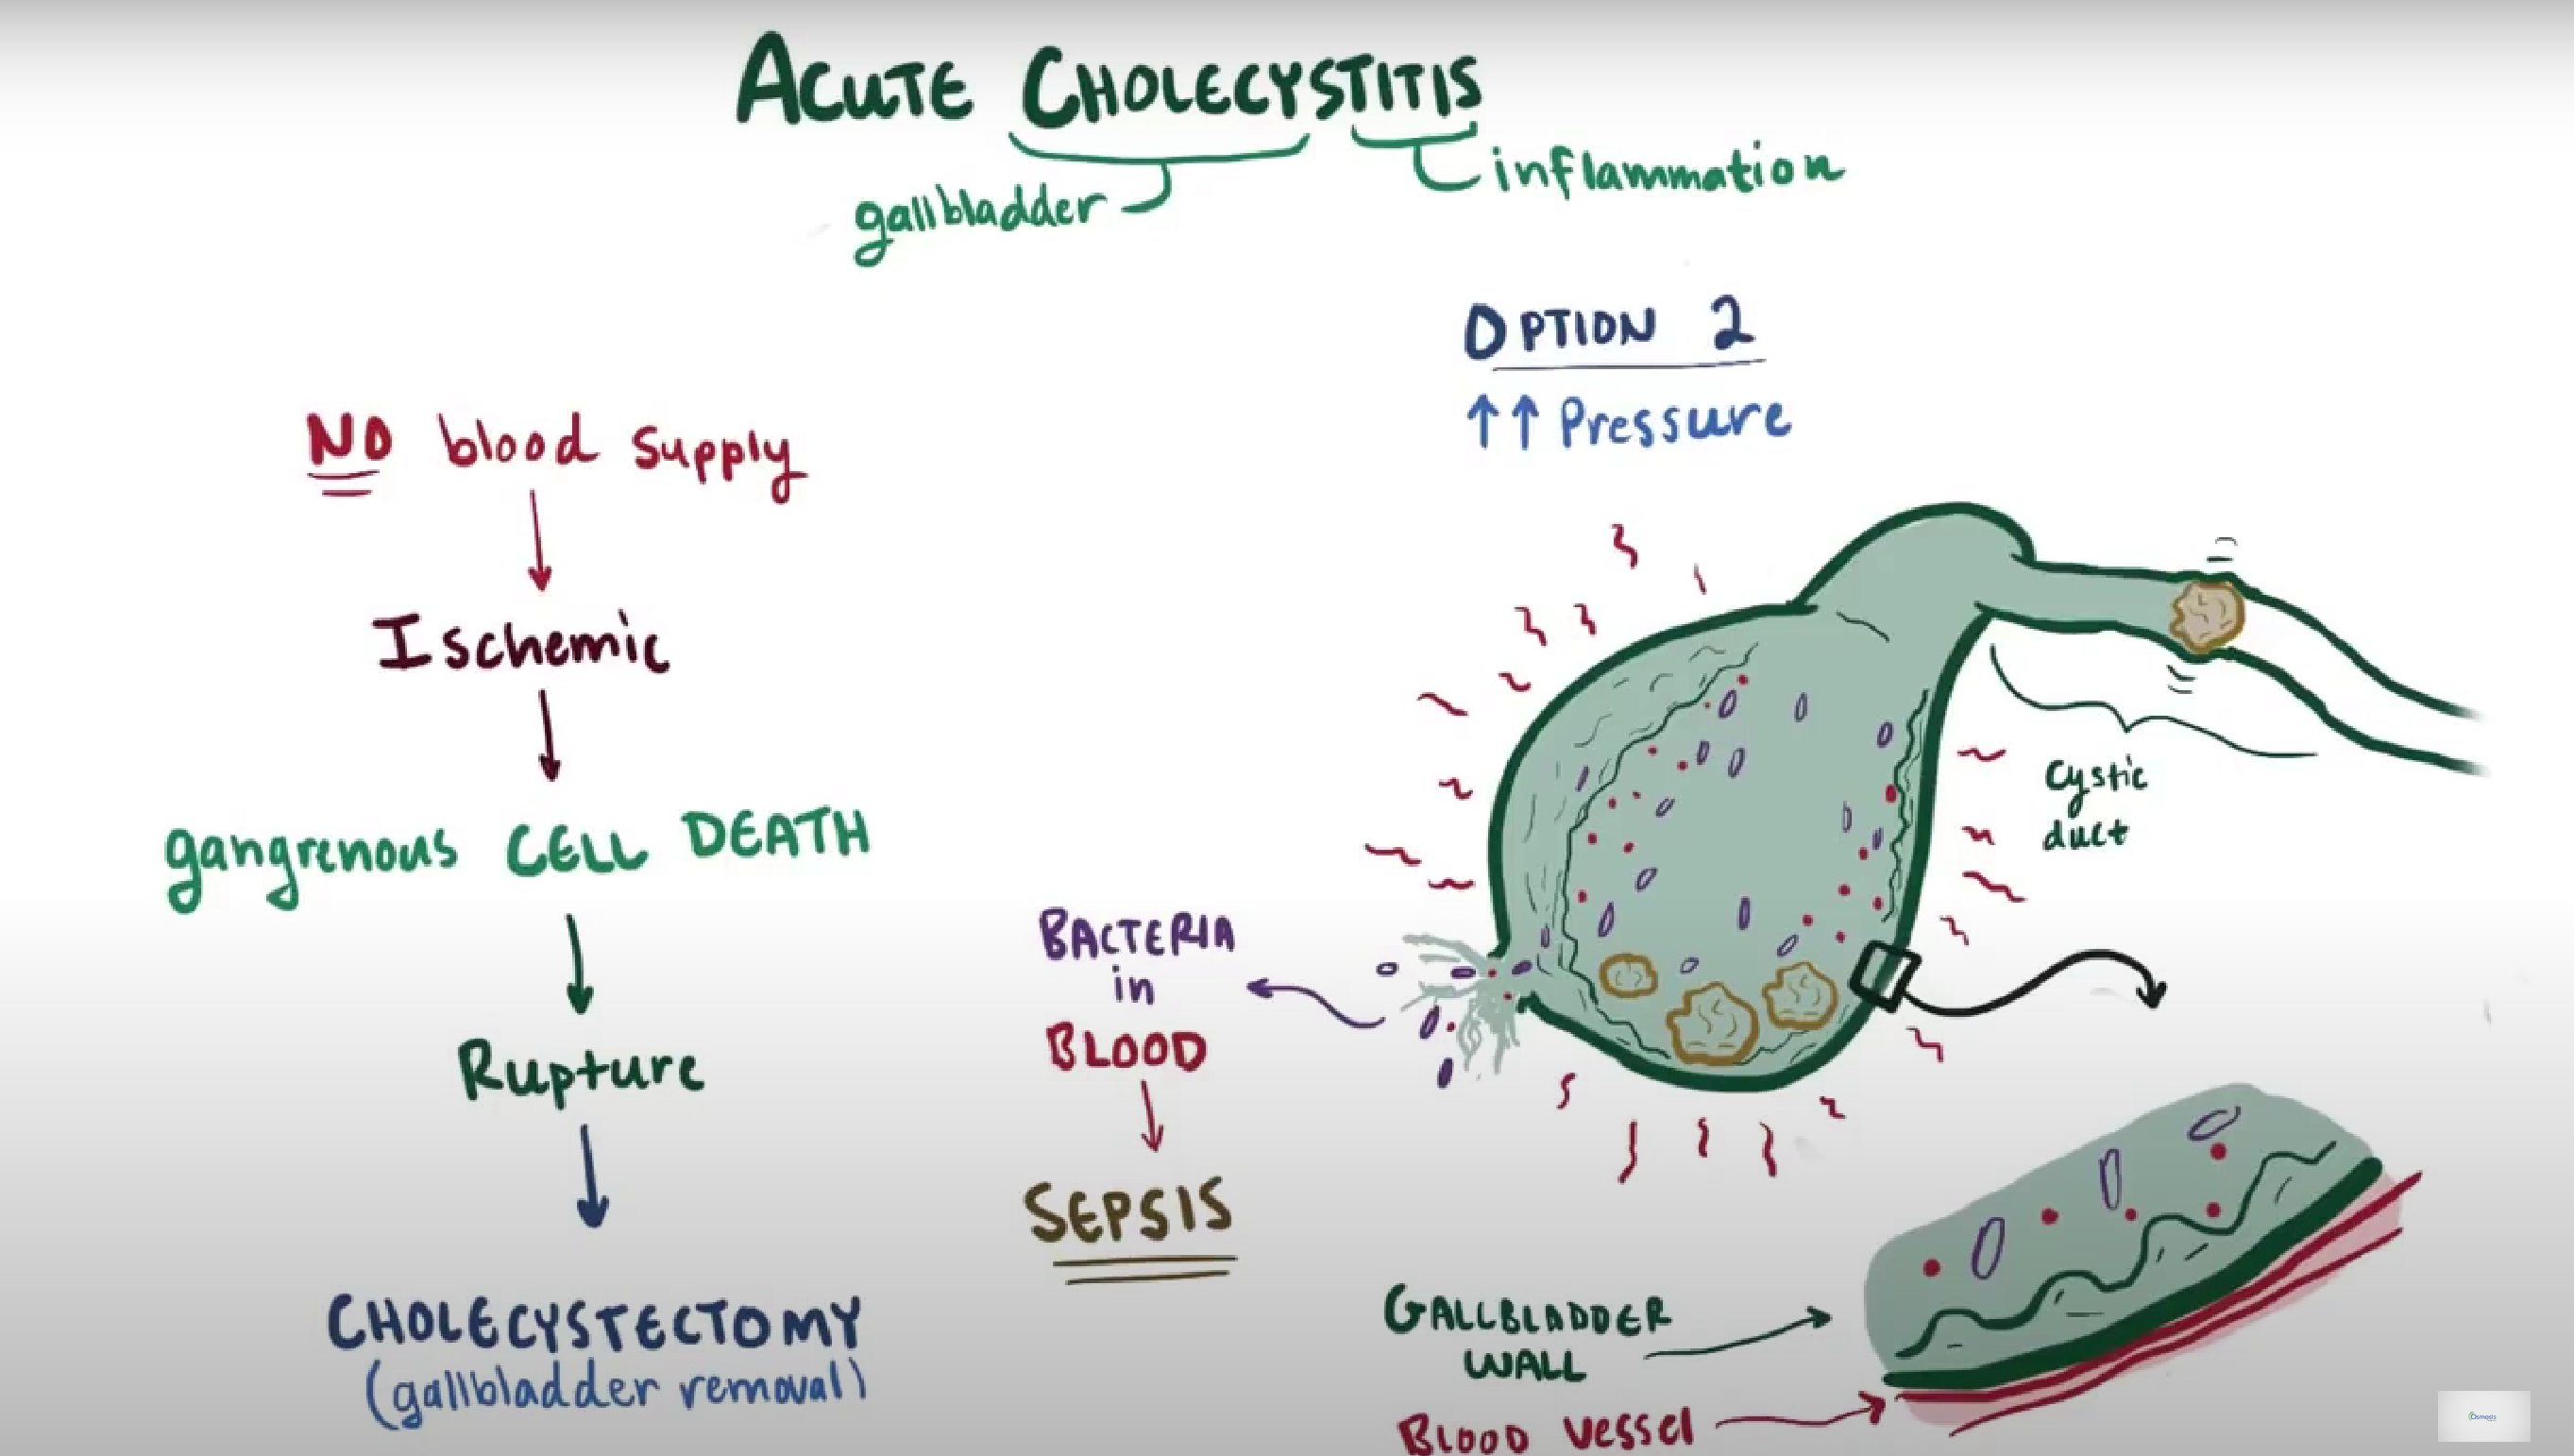 ACUTE CHOLECYSTITIS
gallbladder
inflammation
OPTION 2
↑↑ Pressure
NO blood supply
Ischemic
gangrenous CELL DEATH
Rupture
CHOLECYSTECTOMY
(gallbladder removal)
BACTERIA
in
BLOOD
SEPSIS
Cystic
duct
GALLBLADDER
WALL
BLOOD VESSEL
Osmosis